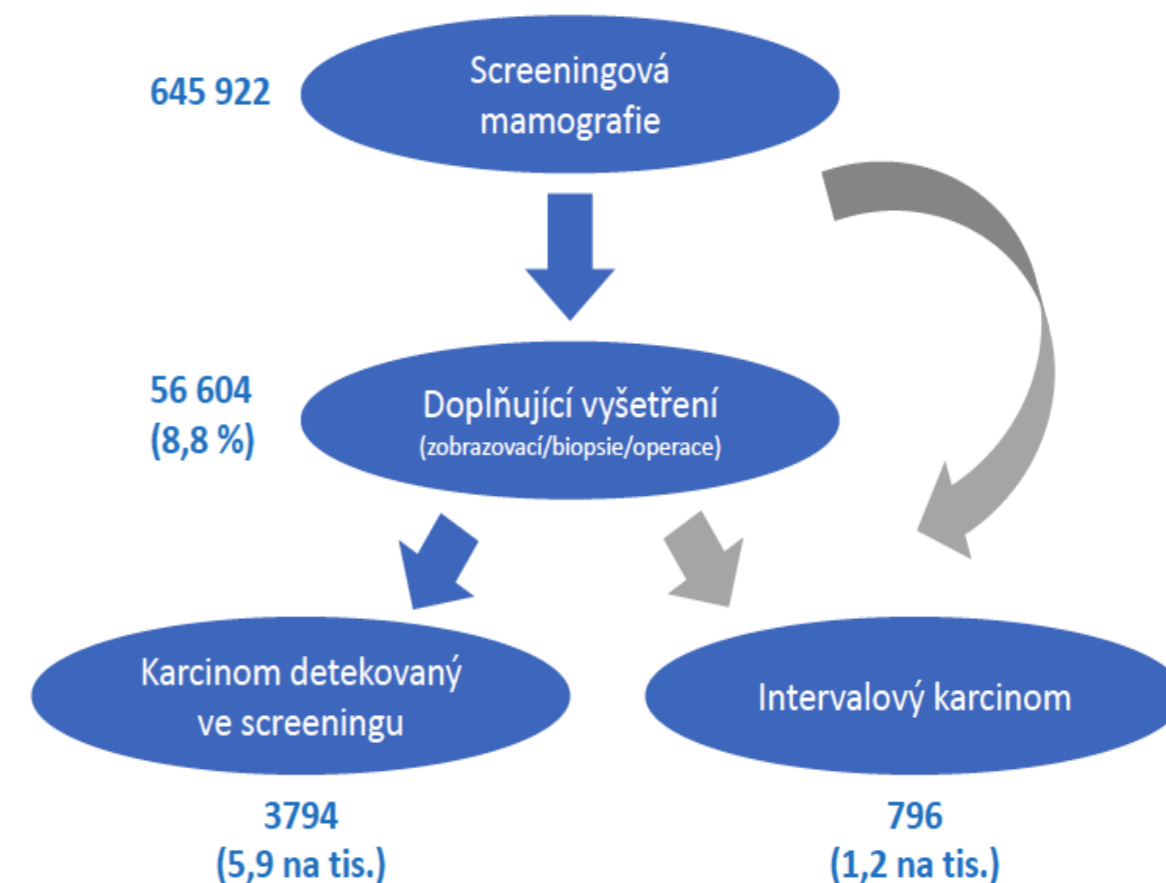 645 922
Screeningová
mamografie
56 604
(8,8 %)
Doplňující vyšetření
(zobrazovací/biopsie/operace)
Karcinom detekovaný
ve screeningu
Intervalový karcinom
3794
(5,9 na tis.)
796
(1,2 na tis.)